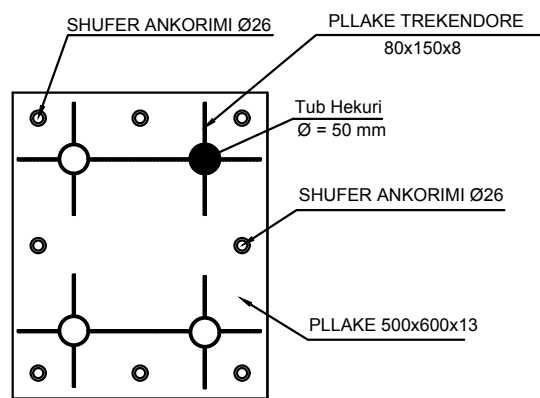 SHUFER ANKORIMI Ø26
PLLAKE TREKENDORE
80x150x8
Tub Hekuri
Ø = 50 mm
SHUFER ANKORIMI Ø26
PLLAKE 500x600x13